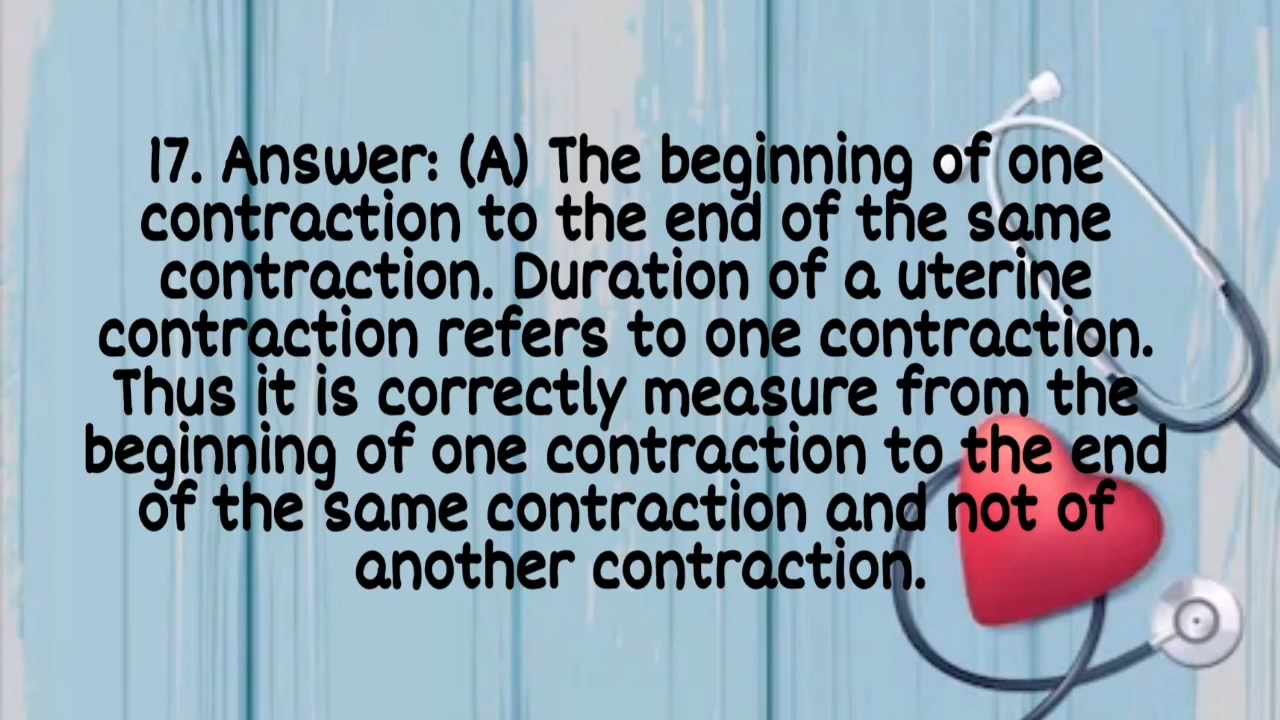 17. Answer: (A) The beginning of one
contraction to the end of the same
contraction. Duration of a uterine
contraction refers to one contraction.
Thus it is correctly measure from the
beginning of one contraction to the end
of the same contraction and not of
another contraction.